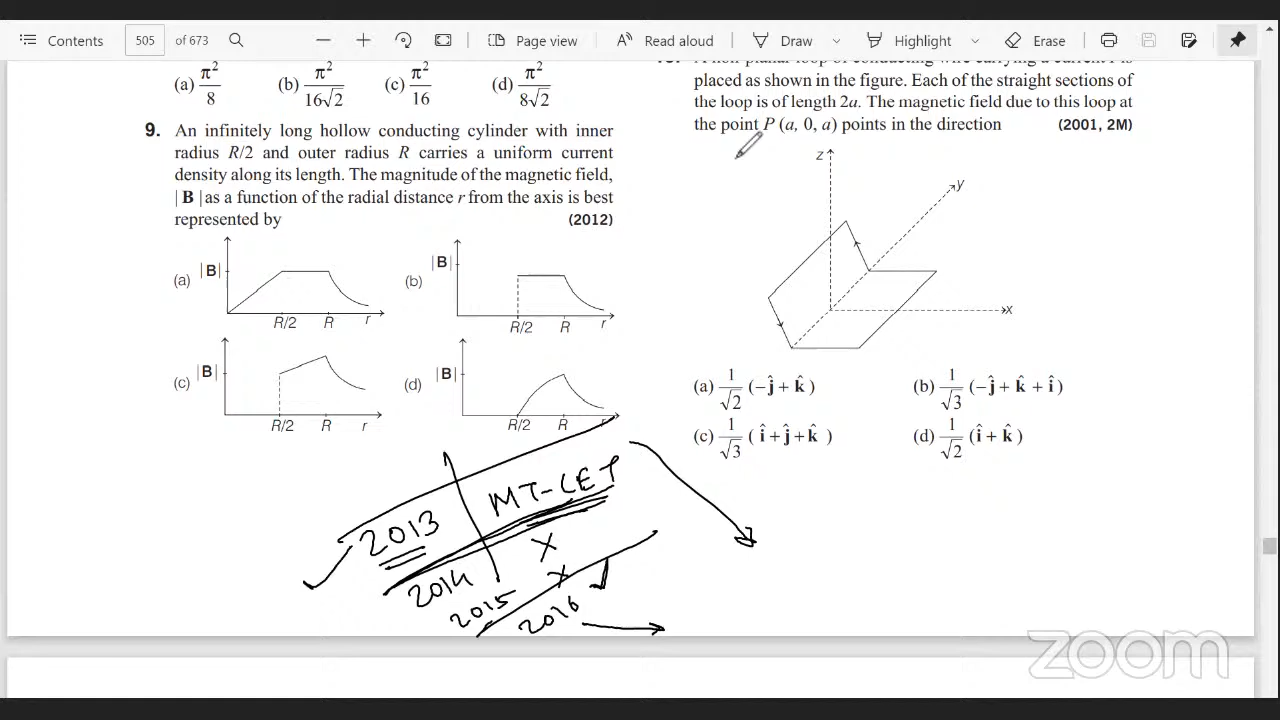 Contents 505 of 673 Page view Read aloud Draw Highlight Erase
(a) π²/8 (b) π²/16√2 (c) π²/16 (d) π²/8√2
9. An infinitely long hollow conducting cylinder with inner
radius R/2 and outer radius R carries a uniform current
density along its length. The magnitude of the magnetic field,
|B| as a function of the radial distance r from the axis is best
represented by (2012)
(a) |B| R/2 R r
(b) |B| R/2 R r
(c) |B| R/2 R r
(d) |B| R/2 R r
2013 MT-CET
2014 X
2015 X
2016
placed as shown in the figure. Each of the straight sections of
the loop is of length 2a. The magnetic field due to this loop at
the point P (a, 0, a) points in the direction (2001, 2M)
z
y
x
(a) 1/√2 (−ĵ + k̂) (b) 1/√3 (−ĵ + k̂ + î)
(c) 1/√3 (î + ĵ + k̂) (d) 1/√2 (î + k̂)
zoom